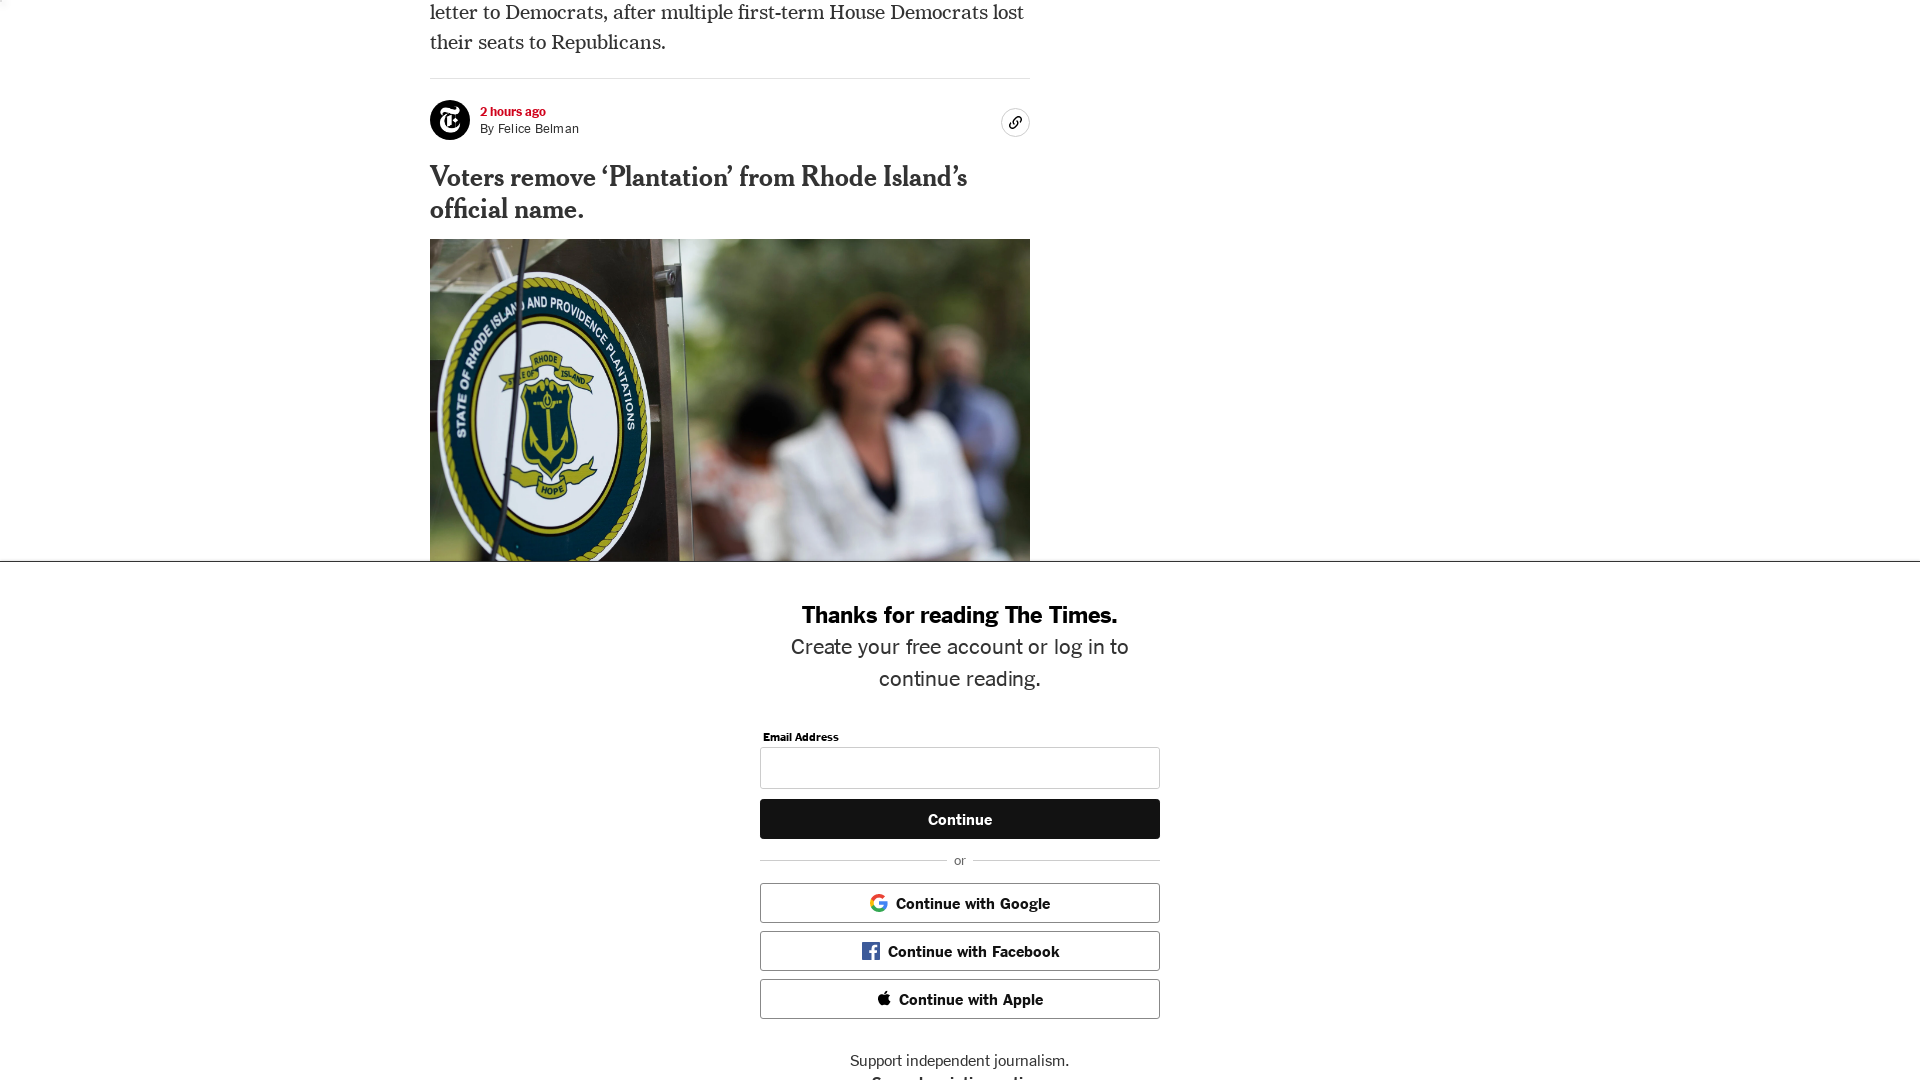 letter to Democrats, after multiple first-term House Democrats lost
their seats to Republicans.
2 hours ago
By Felice Belman
Voters remove ‘Plantation’ from Rhode Island’s
official name.
STATE OF RHODE ISLAND AND PROVIDENCE PLANTATIONS
RHODE
STATE OF ISLAND
HOPE
Thanks for reading The Times.
Create your free account or log in to
continue reading.
Email Address
Continue
or
Continue with Google
Continue with Facebook
Continue with Apple
Support independent journalism.